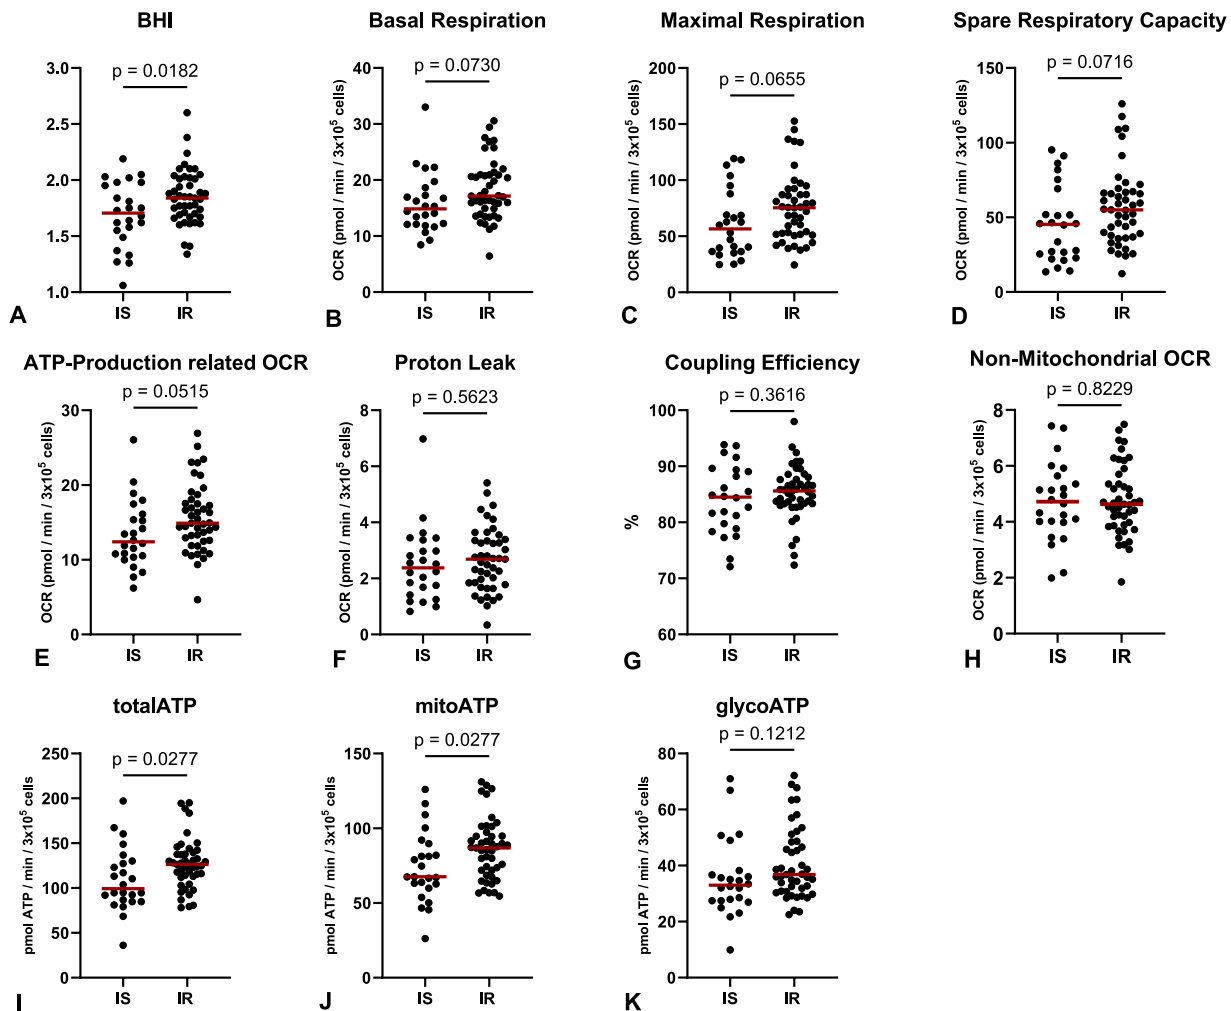 BHI
p = 0.0182
3.0
2.5
2.0
1.5
1.0
IS IR
A
Basal Respiration
p = 0.0730
OCR (pmol / min / 3x10⁵ cells)
40
30
20
10
0
IS IR
B
Maximal Respiration
p = 0.0655
OCR (pmol / min / 3x10⁵ cells)
200
150
100
50
0
IS IR
C
Spare Respiratory Capacity
p = 0.0716
OCR (pmol / min / 3x10⁵ cells)
150
100
50
0
IS IR
D
ATP-Production related OCR
p = 0.0515
OCR (pmol / min / 3x10⁵ cells)
30
20
10
0
IS IR
E
Proton Leak
p = 0.5623
OCR (pmol / min / 3x10⁵ cells)
8
6
4
2
0
IS IR
F
Coupling Efficiency
p = 0.3616
%
100
90
80
70
60
IS IR
G
Non-Mitochondrial OCR
p = 0.8229
OCR (pmol / min / 3x10⁵ cells)
8
6
4
2
0
IS IR
H
totalATP
p = 0.0277
pmol ATP / min / 3x10⁵ cells
250
200
150
100
50
0
IS IR
I
mitoATP
p = 0.0277
pmol ATP / min / 3x10⁵ cells
150
100
50
0
IS IR
J
glycoATP
p = 0.1212
pmol ATP / min / 3x10⁵ cells
80
60
40
20
0
IS IR
K